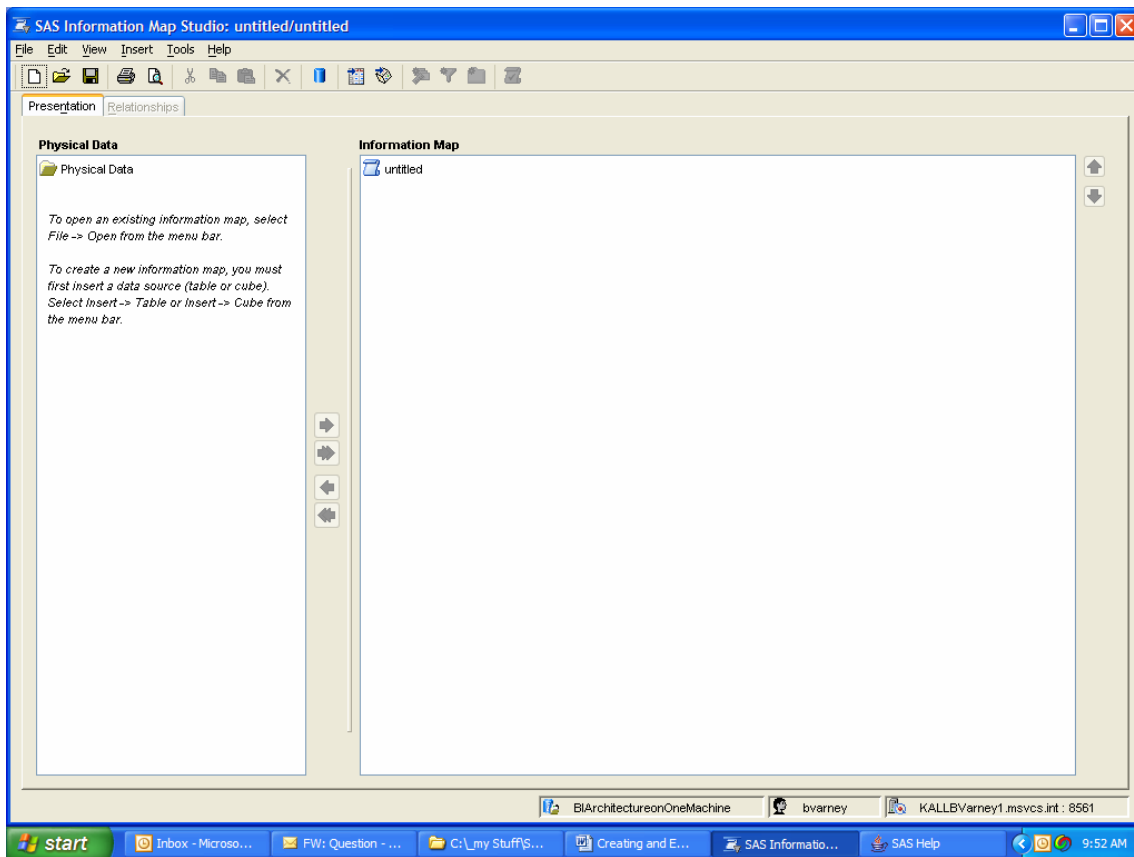 SAS Information Map Studio: untitled/untitled
File Edit View Insert Tools Help
Presentation Relationships
Physical Data
Physical Data
To open an existing information map, select
File -> Open from the menu bar.
To create a new information map, you must
first insert a data source (table or cube).
Select Insert -> Table or Insert -> Cube from
the menu bar.
Information Map
untitled
BIArchitectureonOneMachine bvarney KALLBVarney1.msvcs.int : 8561
start Inbox - Microso... FW: Question - ... C:\_my Stuff\S... Creating and E... SAS Informatio... SAS Help 9:52 AM